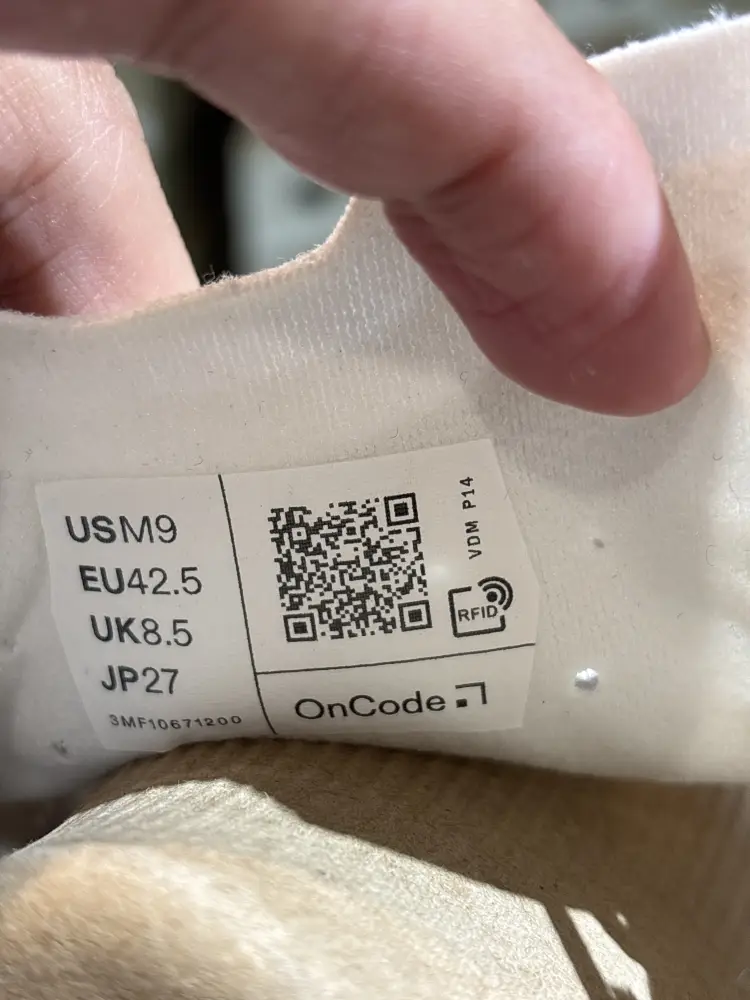 USM9
EU42.5
UK8.5
JP27
3MF10671200
VDM P14
RFID
OnCode